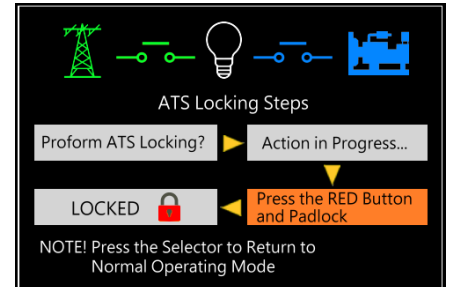 ATS Locking Steps
Proform ATS Locking?
Action in Progress...
Press the RED Button
and Padlock
LOCKED
NOTE! Press the Selector to Return to
Normal Operating Mode